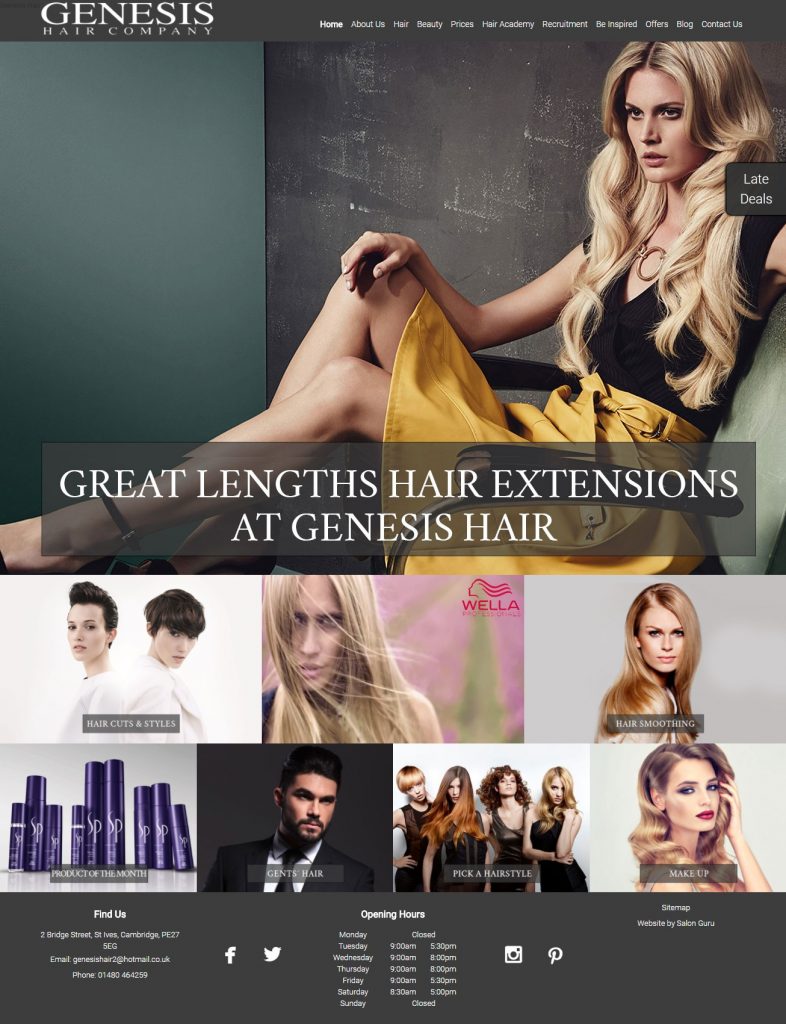 GENESIS
HAIR COMPANY
Home About Us Hair Beauty Prices Hair Academy Recruitment Be Inspired Offers Blog Contact Us
Late
Deals
GREAT LENGTHS HAIR EXTENSIONS
AT GENESIS HAIR
WELLA
PROFESSIONALS
HAIR CUTS & STYLES
HAIR SMOOTHING
SP SP SP SP
PRODUCT OF THE MONTH
GENTS' HAIR
PICK A HAIRSTYLE
MAKE UP
Find Us
2 Bridge Street, St Ives, Cambridge, PE27
5EG
Email: genesishair2@hotmail.co.uk
Phone: 01480 464259
Opening Hours
Monday Closed
Tuesday 9:00am 5:30pm
Wednesday 9:00am 8:00pm
Thursday 9:00am 8:00pm
Friday 9:00am 5:30pm
Saturday 8:30am 5:00pm
Sunday Closed
Sitemap
Website by Salon Guru